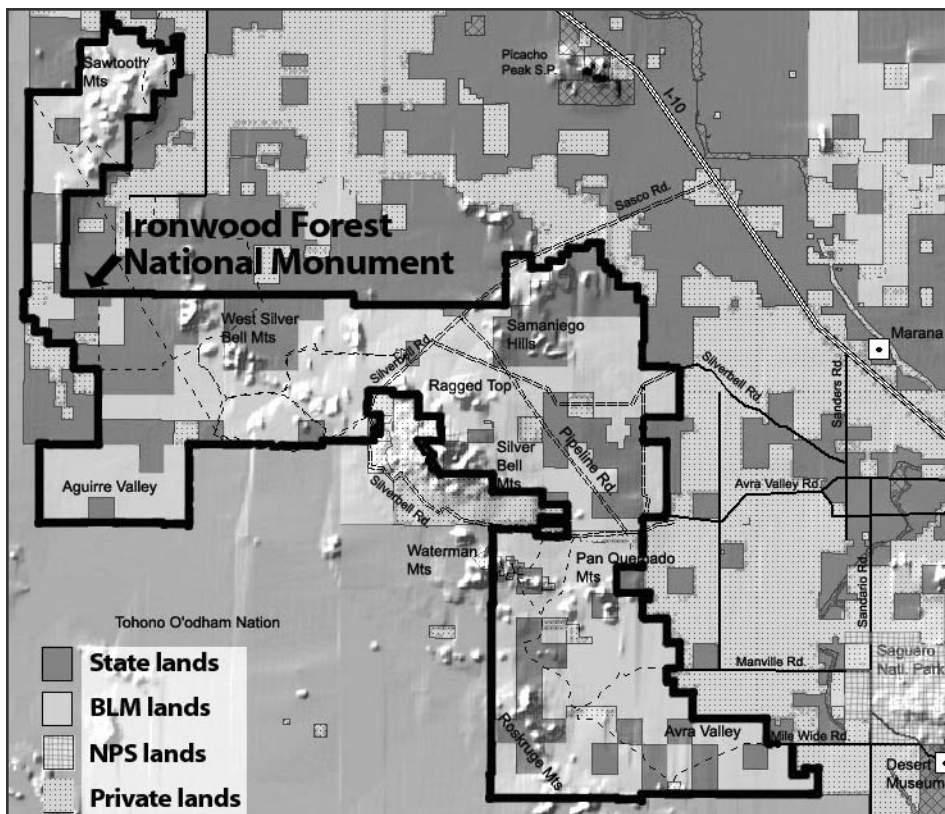 Sawtooth
Mts
Picacho
Peak S.P.
I-10
Sasco Rd.
Ironwood Forest
National Monument
West Silver
Bell Mts
Samaniego
Hills
Marana
Silverbell Rd.
Silverbell Rd.
Sanders Rd.
Ragged Top
Pipeline Rd.
Silver
Bell
Mts
Aguirre Valley
Silverbell Rd.
Avra Valley Rd.
Waterman
Mts
Pan Quemado
Mts
Sandario Rd.
Tohono O'odham Nation
Saguaro
Natl. Park
Manville Rd.
State lands
BLM lands
NPS lands
Private lands
Roskruge Mts
Avra Valley
Mile Wide Rd.
Desert
Museum